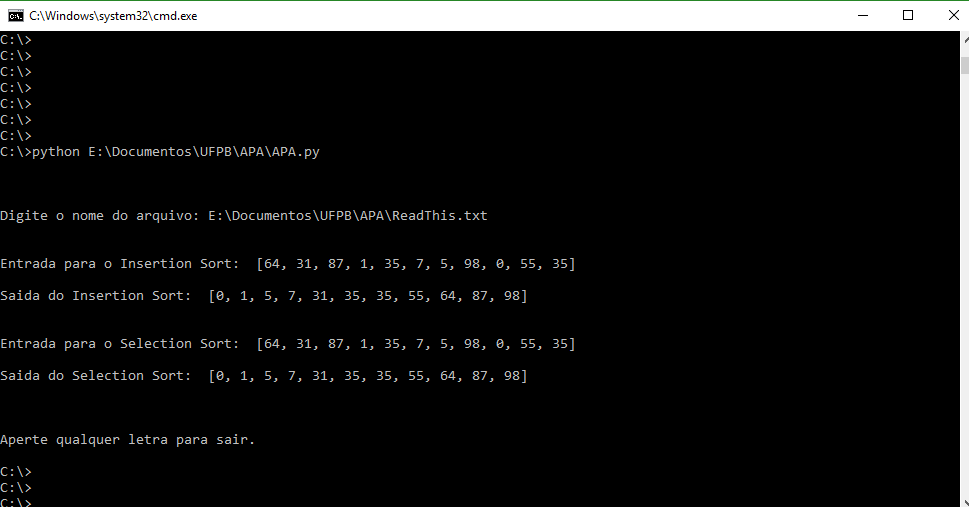 C:\Windows\system32\cmd.exe
C:\>
C:\>
C:\>
C:\>
C:\>
C:\>
C:\>
C:\>python E:\Documentos\UFPB\APA\APA.py
Digite o nome do arquivo: E:\Documentos\UFPB\APA\ReadThis.txt
Entrada para o Insertion Sort:  [64, 31, 87, 1, 35, 7, 5, 98, 0, 55, 35]
Saida do Insertion Sort:  [0, 1, 5, 7, 31, 35, 35, 55, 64, 87, 98]
Entrada para o Selection Sort:  [64, 31, 87, 1, 35, 7, 5, 98, 0, 55, 35]
Saida do Selection Sort:  [0, 1, 5, 7, 31, 35, 35, 55, 64, 87, 98]
Aperte qualquer letra para sair.
C:\>
C:\>
C:\>